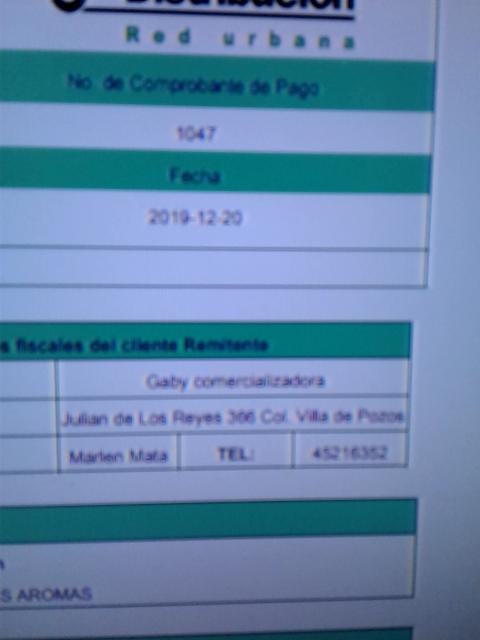 Distribución
Red urbana
No. de Comprobante de Pago
1047
Fecha
2019-12-20
s fiscales del cliente Remitente
Gaby comercializadora
Julian de Los Reyes 366 Col. Villa de Pozos
Marlen Mata TEL: 45216352
S AROMAS